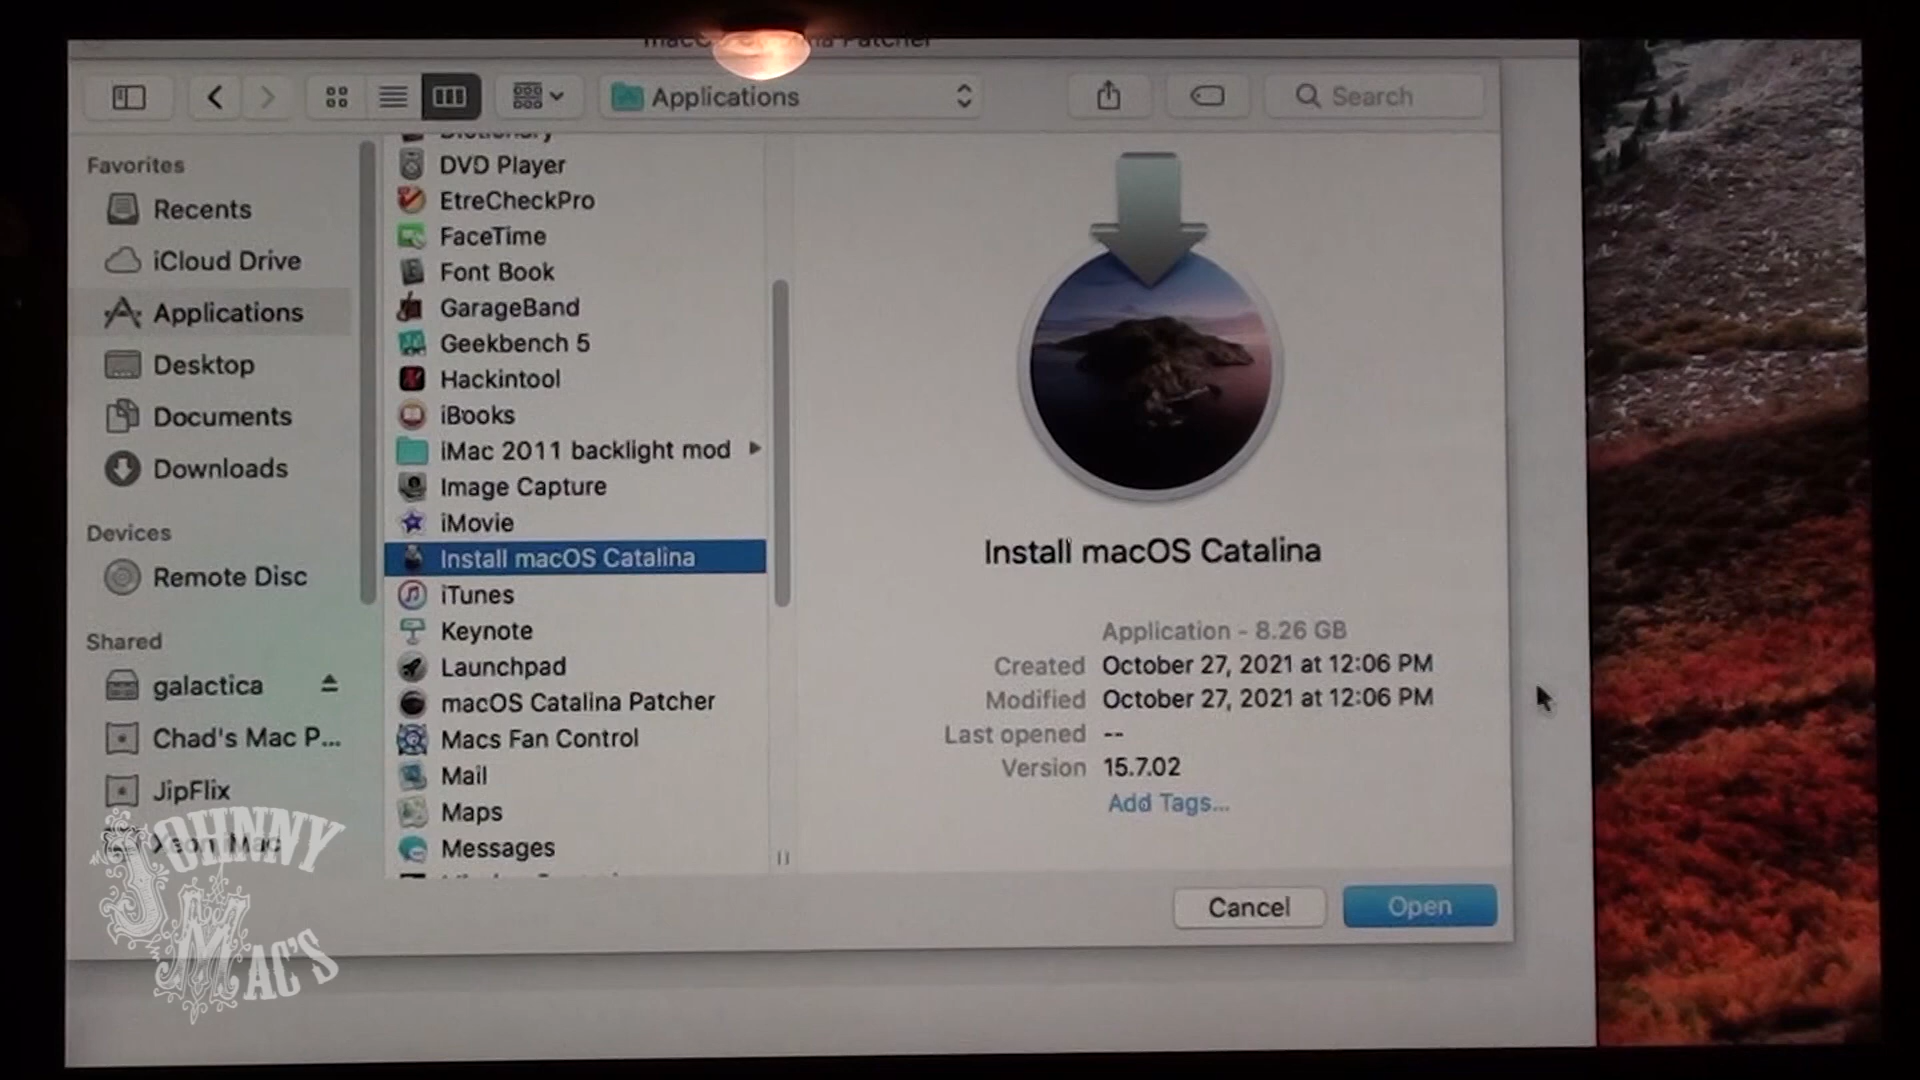 Applications
Search
Favorites
Recents
iCloud Drive
Applications
Desktop
Documents
Downloads
Devices
Remote Disc
Shared
galactica
Chad's Mac P...
JipFlix
Xeon iMac
Dictionary
DVD Player
EtreCheckPro
FaceTime
Font Book
GarageBand
Geekbench 5
Hackintool
iBooks
iMac 2011 backlight mod
Image Capture
iMovie
Install macOS Catalina
iTunes
Keynote
Launchpad
macOS Catalina Patcher
Macs Fan Control
Mail
Maps
Messages
Install macOS Catalina
Application - 8.26 GB
Created October 27, 2021 at 12:06 PM
Modified October 27, 2021 at 12:06 PM
Last opened --
Version 15.7.02
Add Tags...
Cancel
Open
JOHNNY
MAC'S